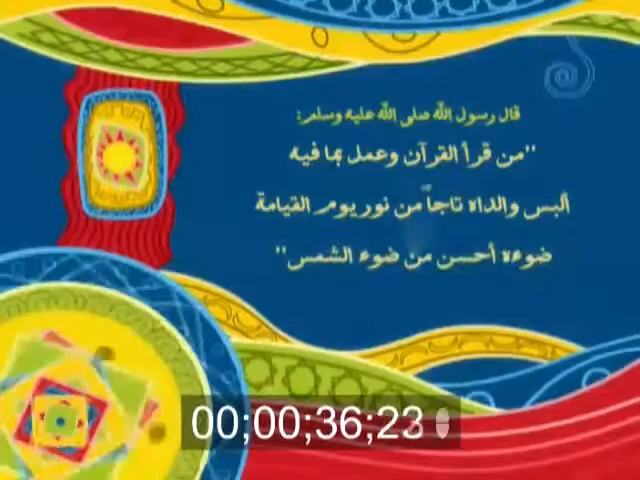 قال رسول الله صلى الله عليه وسلم:
"من قرأ القرآن وعمل بما فيه
ألبس والداه تاجاً من نور يوم القيامة
ضوءه أحسن من ضوء الشمس"
00;00;36;23